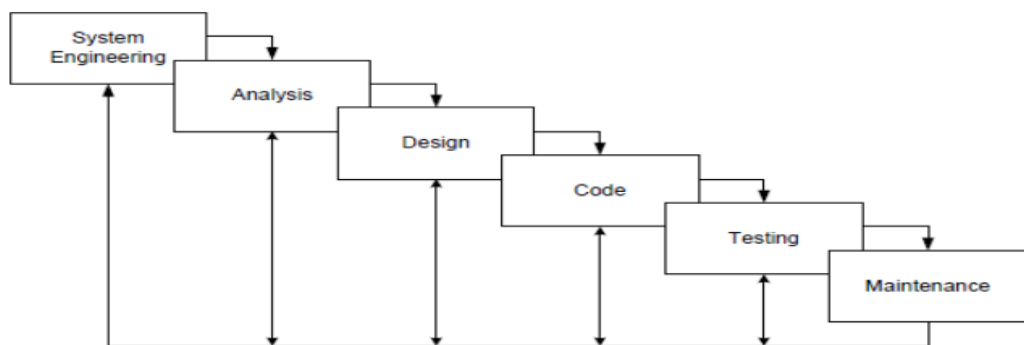 System
Engineering
Analysis
Design
Code
Testing
Maintenance